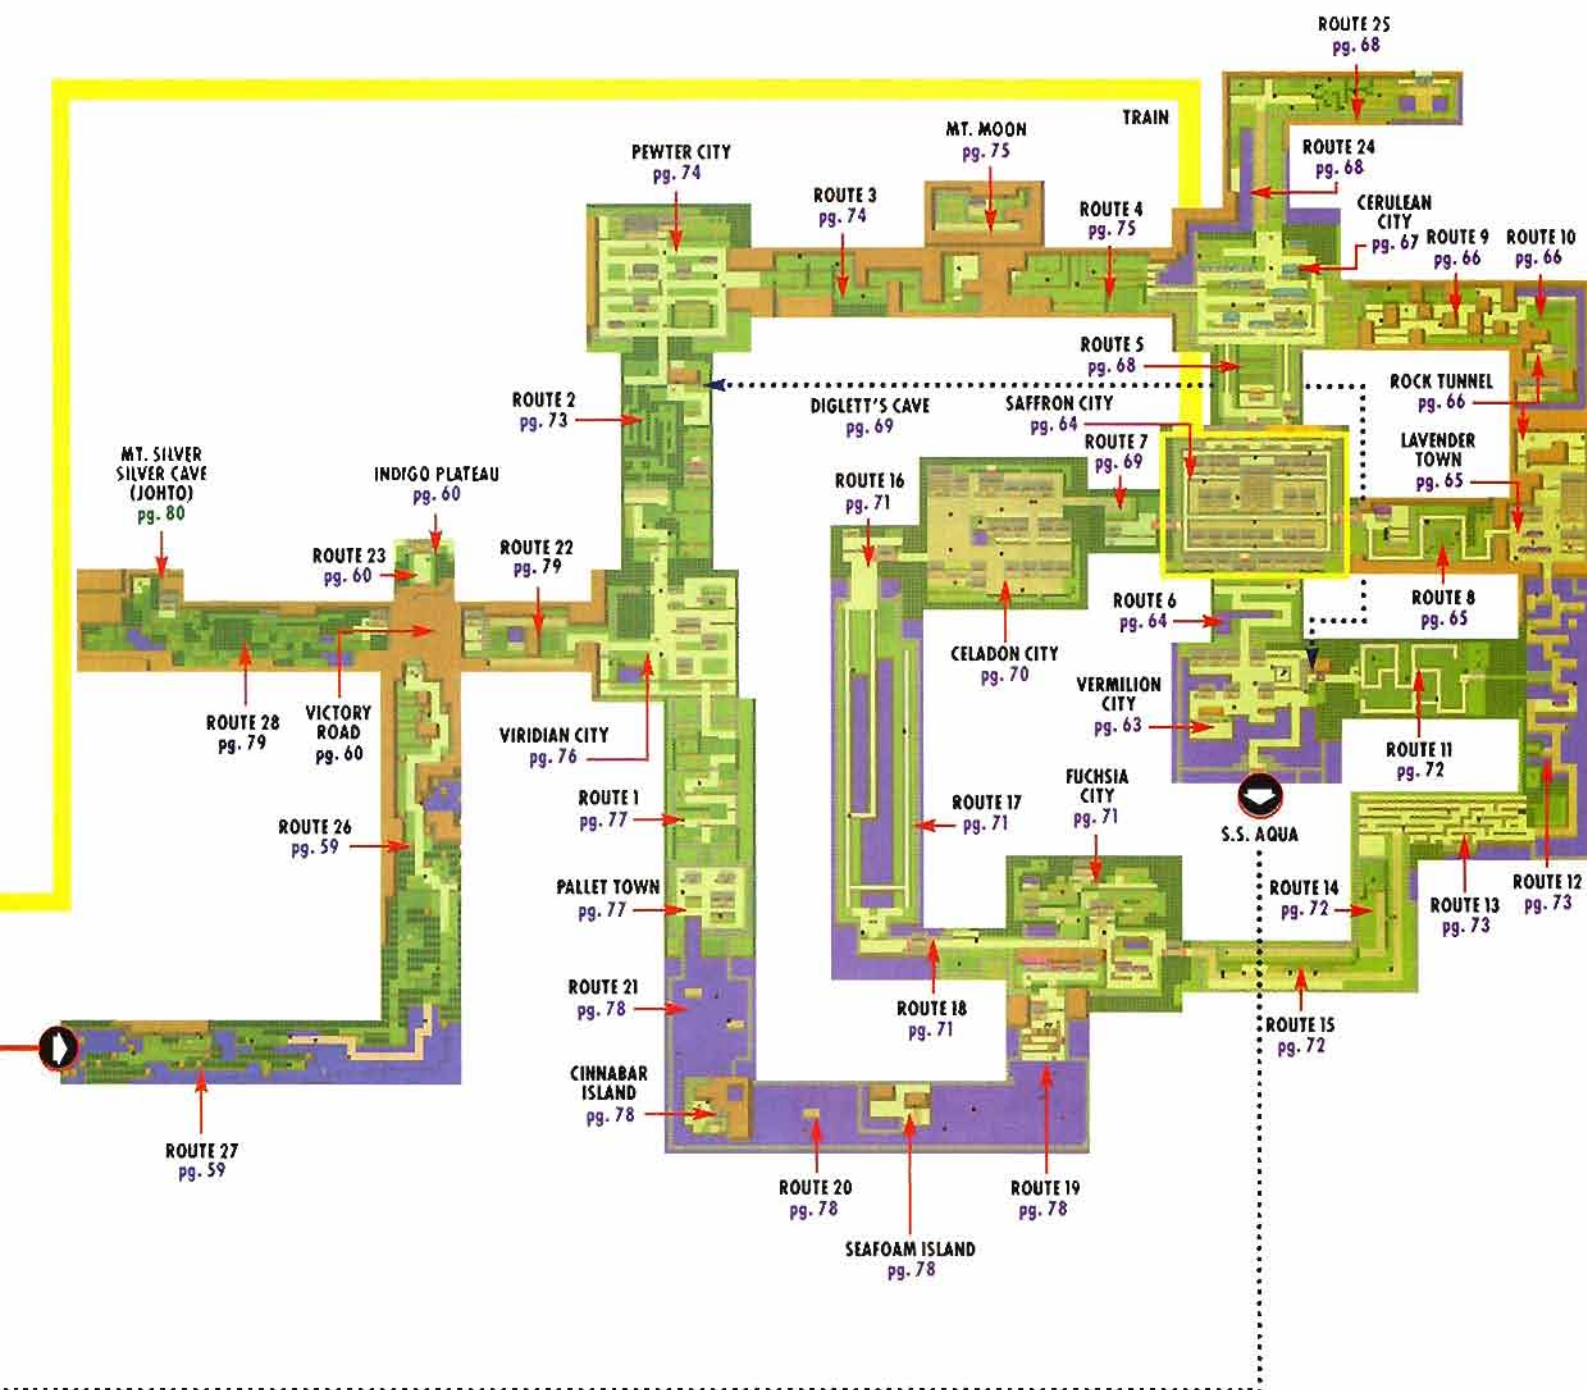 ROUTE 25
pg. 68
TRAIN
MT. MOON
pg. 75
ROUTE 24
pg. 68
PEWTER CITY
pg. 74
ROUTE 3
pg. 74
ROUTE 4
pg. 75
CERULEAN
CITY
pg. 67
ROUTE 9
pg. 66
ROUTE 10
pg. 66
ROUTE 5
pg. 68
ROUTE 2
pg. 73
DIGLETT'S CAVE
pg. 69
SAFFRON CITY
pg. 64
ROCK TUNNEL
pg. 66
MT. SILVER
SILVER CAVE
(JOHTO)
pg. 80
INDIGO PLATEAU
pg. 60
ROUTE 7
pg. 69
LAVENDER
TOWN
pg. 65
ROUTE 16
pg. 71
ROUTE 23
pg. 60
ROUTE 22
pg. 79
ROUTE 6
pg. 64
ROUTE 8
pg. 65
CELADON CITY
pg. 70
VERMILION
CITY
pg. 63
ROUTE 28
pg. 79
VICTORY
ROAD
pg. 60
VIRIDIAN CITY
pg. 76
ROUTE 11
pg. 72
FUCHSIA
CITY
pg. 71
ROUTE 1
pg. 77
ROUTE 17
pg. 71
S.S. AQUA
ROUTE 26
pg. 59
PALLET TOWN
pg. 77
ROUTE 14
pg. 72
ROUTE 13
pg. 73
ROUTE 12
pg. 73
ROUTE 21
pg. 78
ROUTE 18
pg. 71
ROUTE 15
pg. 72
CINNABAR
ISLAND
pg. 78
ROUTE 27
pg. 59
ROUTE 20
pg. 78
ROUTE 19
pg. 78
SEAFOAM ISLAND
pg. 78